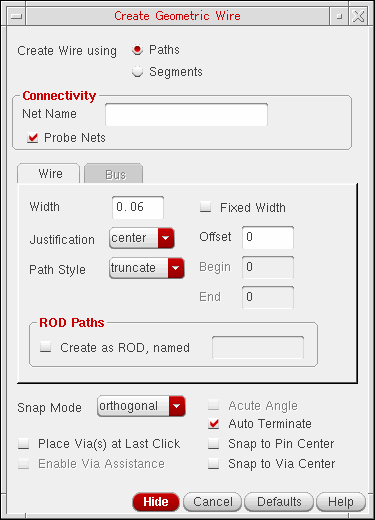 Create Geometric Wire
Create Wire using Paths
Segments
Connectivity
Net Name
Probe Nets
Wire Bus
Width 0.06 Fixed Width
Justification center Offset 0
Path Style truncate Begin 0
End 0
ROD Paths
Create as ROD, named
Snap Mode orthogonal Acute Angle
Auto Terminate
Place Via(s) at Last Click Snap to Pin Center
Enable Via Assistance Snap to Via Center
Hide Cancel Defaults Help